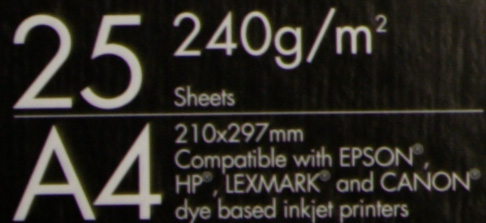 25 240g/m²
Sheets
A4 210x297mm
Compatible with EPSON®,
HP®, LEXMARK® and CANON®
dye based inkjet printers